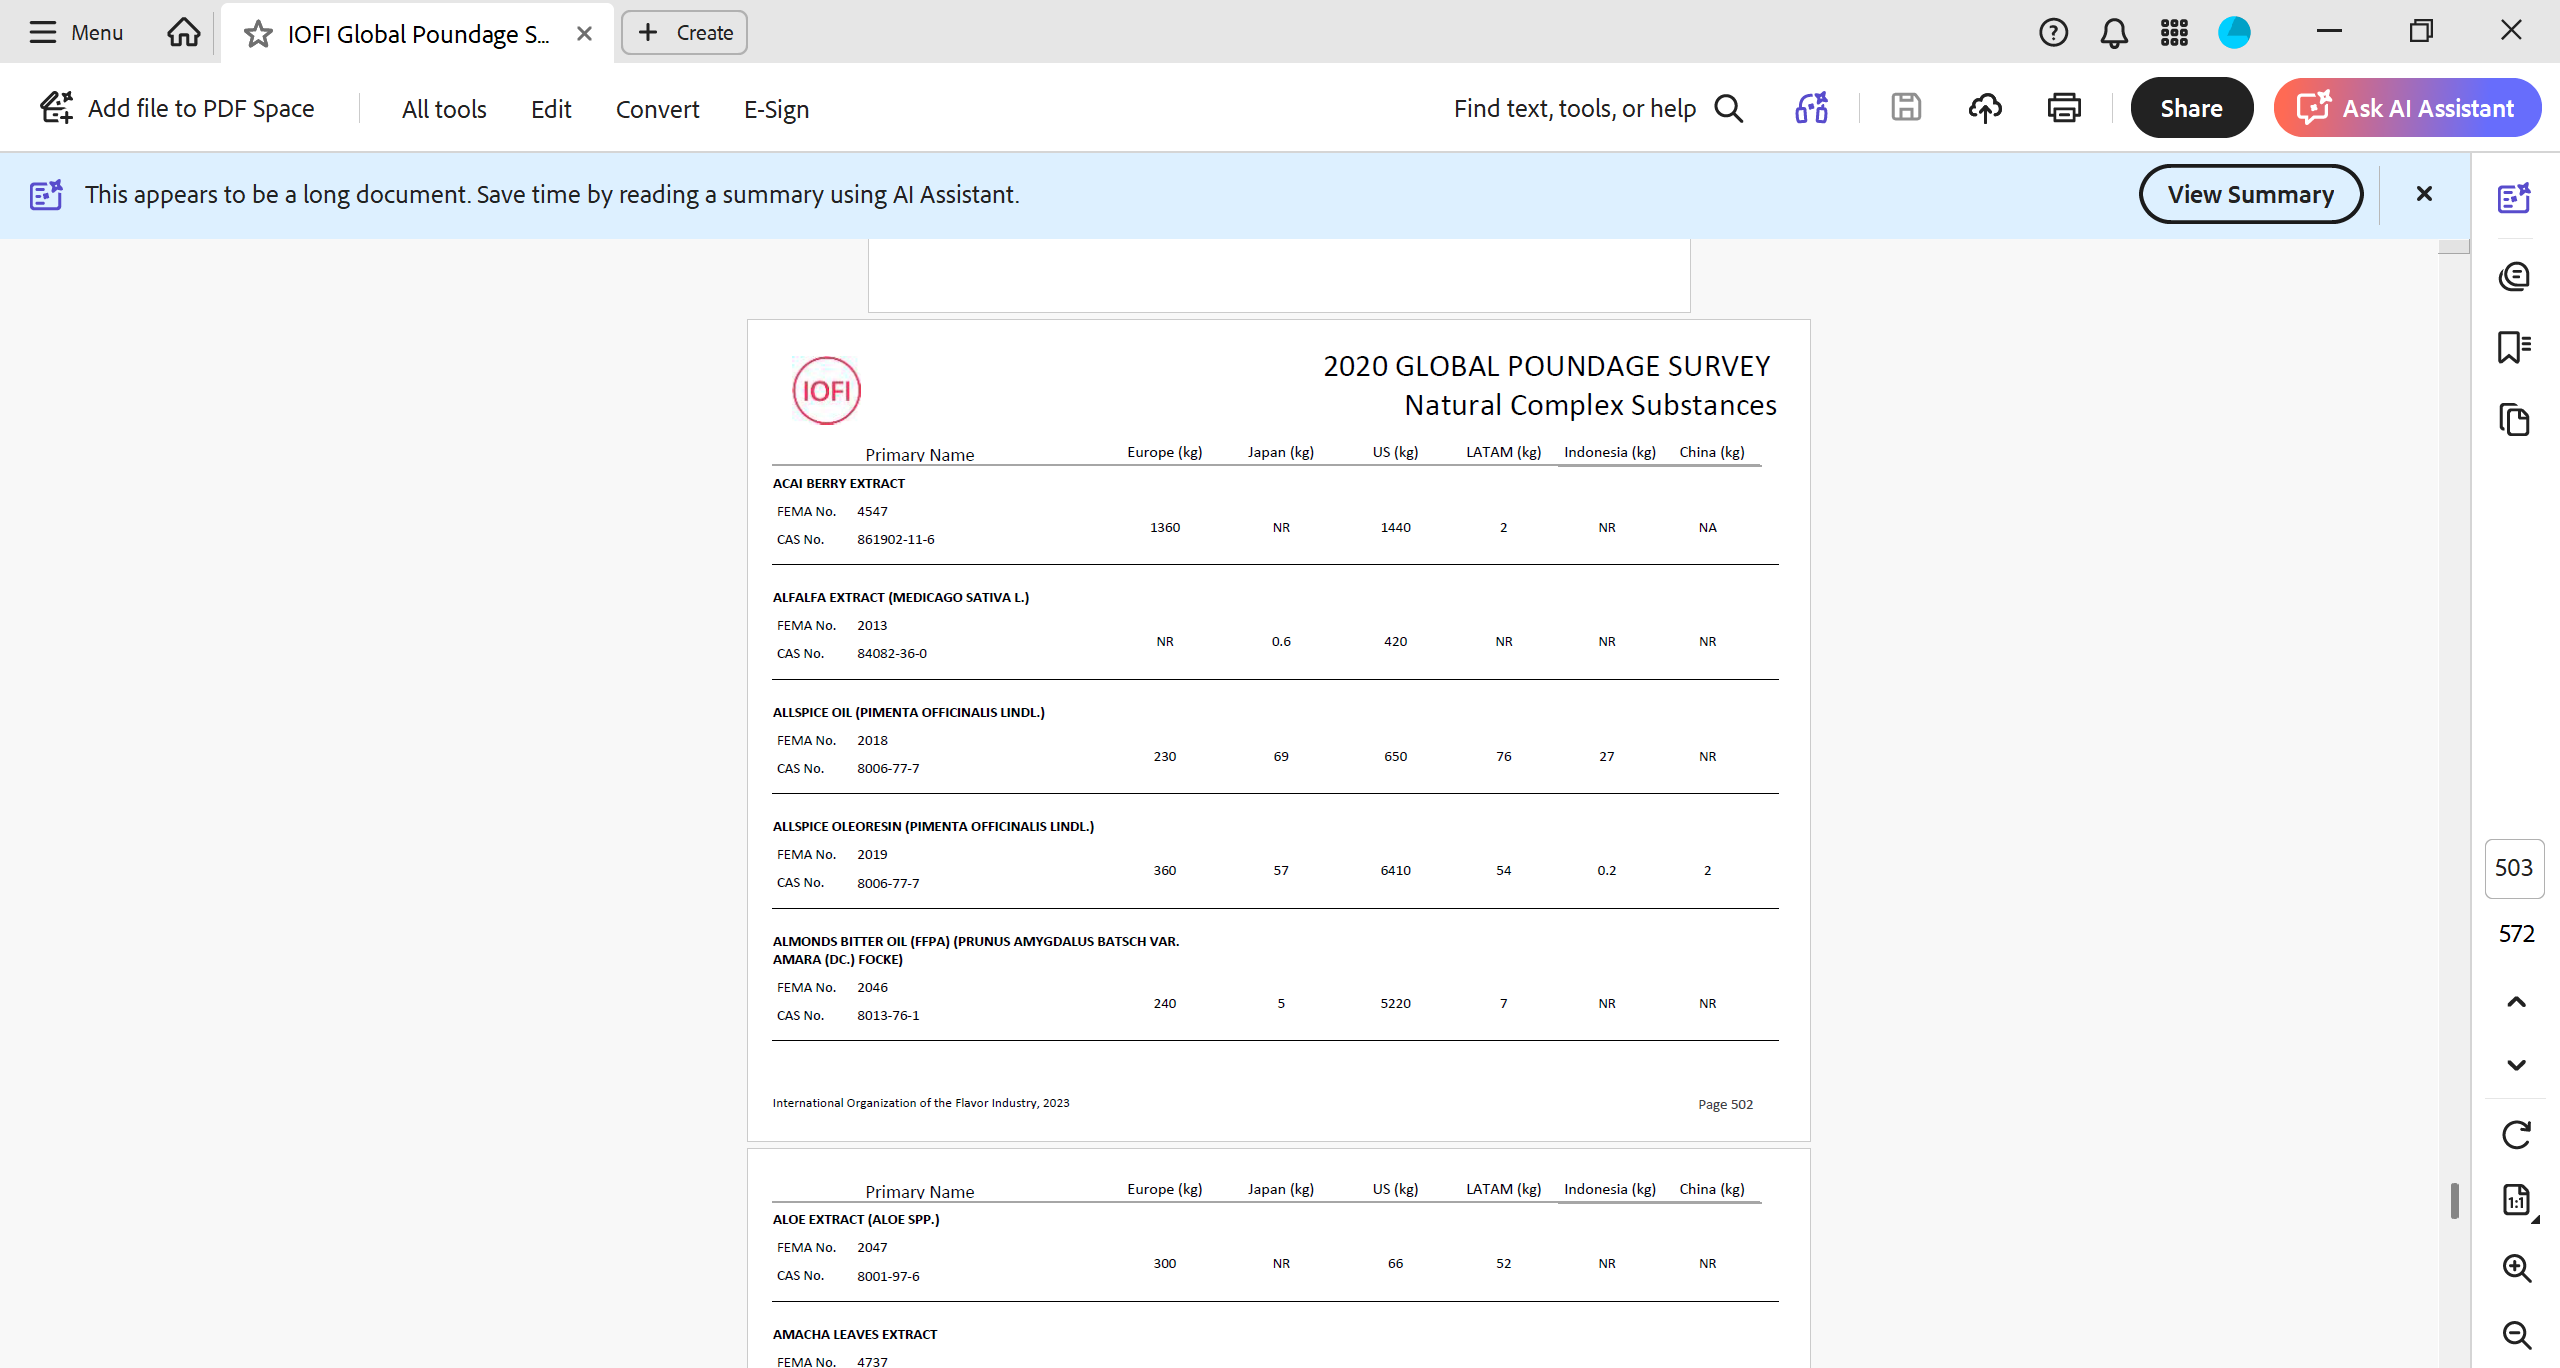 Menu
IOFI Global Poundage S...
Create
Add file to PDF Space
All tools
Edit
Convert
E-Sign
Find text, tools, or help
Share
Ask AI Assistant
This appears to be a long document. Save time by reading a summary using AI Assistant.
View Summary
IOFI
2020 GLOBAL POUNDAGE SURVEY
Natural Complex Substances
Primary Name Europe (kg) Japan (kg) US (kg) LATAM (kg) Indonesia (kg) China (kg)
ACAI BERRY EXTRACT
FEMA No. 4547
1360 NR 1440 2 NR NA
CAS No. 861902-11-6
ALFALFA EXTRACT (MEDICAGO SATIVA L.)
FEMA No. 2013
NR 0.6 420 NR NR NR
CAS No. 84082-36-0
ALLSPICE OIL (PIMENTA OFFICINALIS LINDL.)
FEMA No. 2018
230 69 650 76 27 NR
CAS No. 8006-77-7
ALLSPICE OLEORESIN (PIMENTA OFFICINALIS LINDL.)
FEMA No. 2019
360 57 6410 54 0.2 2
CAS No. 8006-77-7
ALMONDS BITTER OIL (FFPA) (PRUNUS AMYGDALUS BATSCH VAR.
AMARA (DC.) FOCKE)
FEMA No. 2046
240 5 5220 7 NR NR
CAS No. 8013-76-1
International Organization of the Flavor Industry, 2023
Page 502
Primary Name Europe (kg) Japan (kg) US (kg) LATAM (kg) Indonesia (kg) China (kg)
ALOE EXTRACT (ALOE SPP.)
FEMA No. 2047
300 NR 66 52 NR NR
CAS No. 8001-97-6
AMACHA LEAVES EXTRACT
FEMA No. 4737
503
572
1:1